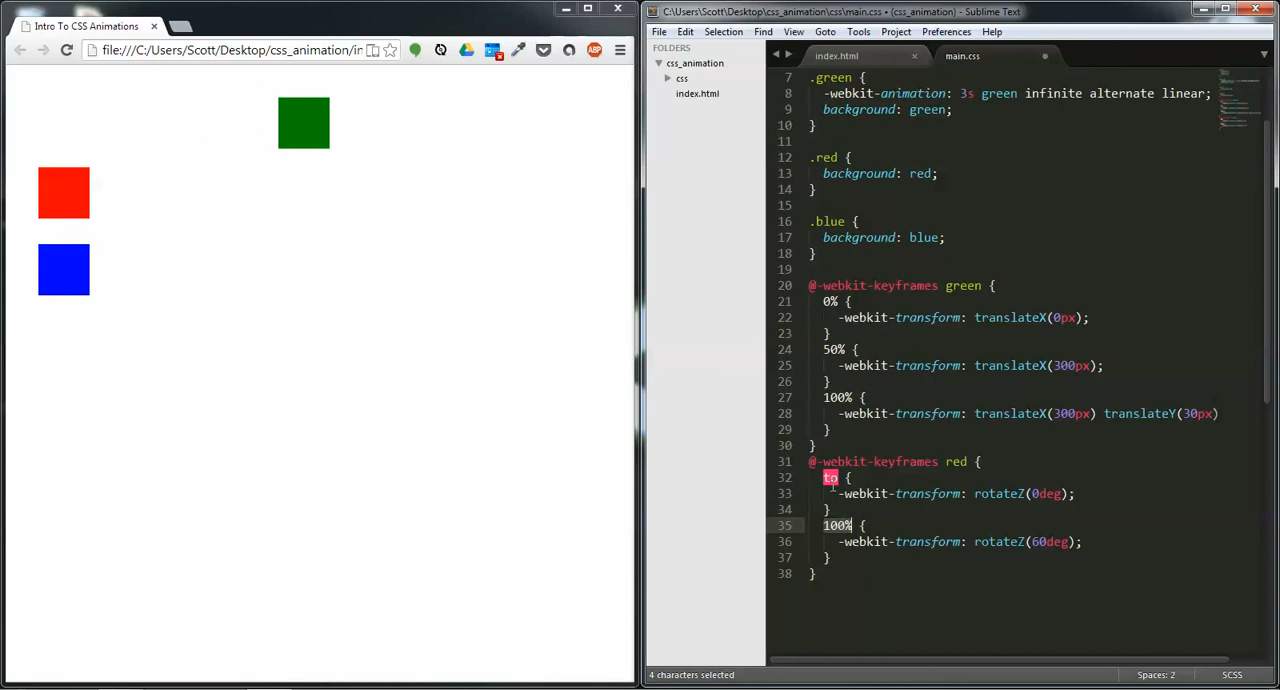 Intro To CSS Animations
file:///C:/Users/Scott/Desktop/css_animation/in
ABP
C:\Users\Scott\Desktop\css_animation\css\main.css • (css_animation) - Sublime Text
File Edit Selection Find View Goto Tools Project Preferences Help
FOLDERS
css_animation
css
index.html
index.html
main.css
7 .green {
8 -webkit-animation: 3s green infinite alternate linear;
9 background: green;
10 }
11
12 .red {
13 background: red;
14 }
15
16 .blue {
17 background: blue;
18 }
19
20 @-webkit-keyframes green {
21 0% {
22 -webkit-transform: translateX(0px);
23 }
24 50% {
25 -webkit-transform: translateX(300px);
26 }
27 100% {
28 -webkit-transform: translateX(300px) translateY(30px)
29 }
30 }
31 @-webkit-keyframes red {
32 to {
33 -webkit-transform: rotateZ(0deg);
34 }
35 100% {
36 -webkit-transform: rotateZ(60deg);
37 }
38 }
4 characters selected
Spaces: 2
SCSS